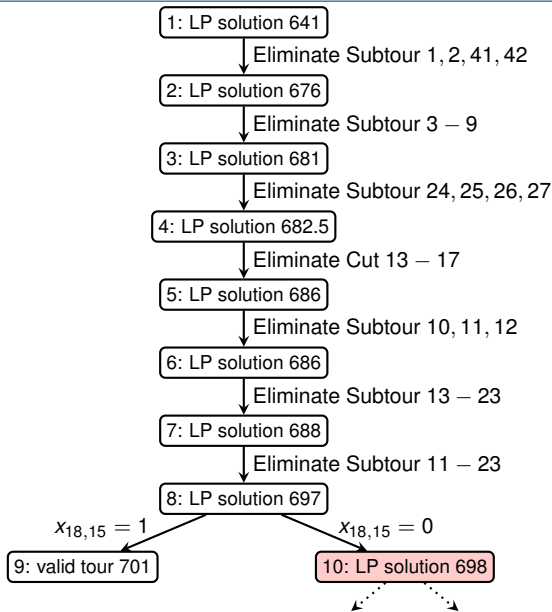 1: LP solution 641
Eliminate Subtour 1, 2, 41, 42
2: LP solution 676
Eliminate Subtour 3 − 9
3: LP solution 681
Eliminate Subtour 24, 25, 26, 27
4: LP solution 682.5
Eliminate Cut 13 − 17
5: LP solution 686
Eliminate Subtour 10, 11, 12
6: LP solution 686
Eliminate Subtour 13 − 23
7: LP solution 688
Eliminate Subtour 11 − 23
8: LP solution 697
x18,15 = 1
x18,15 = 0
9: valid tour 701
10: LP solution 698